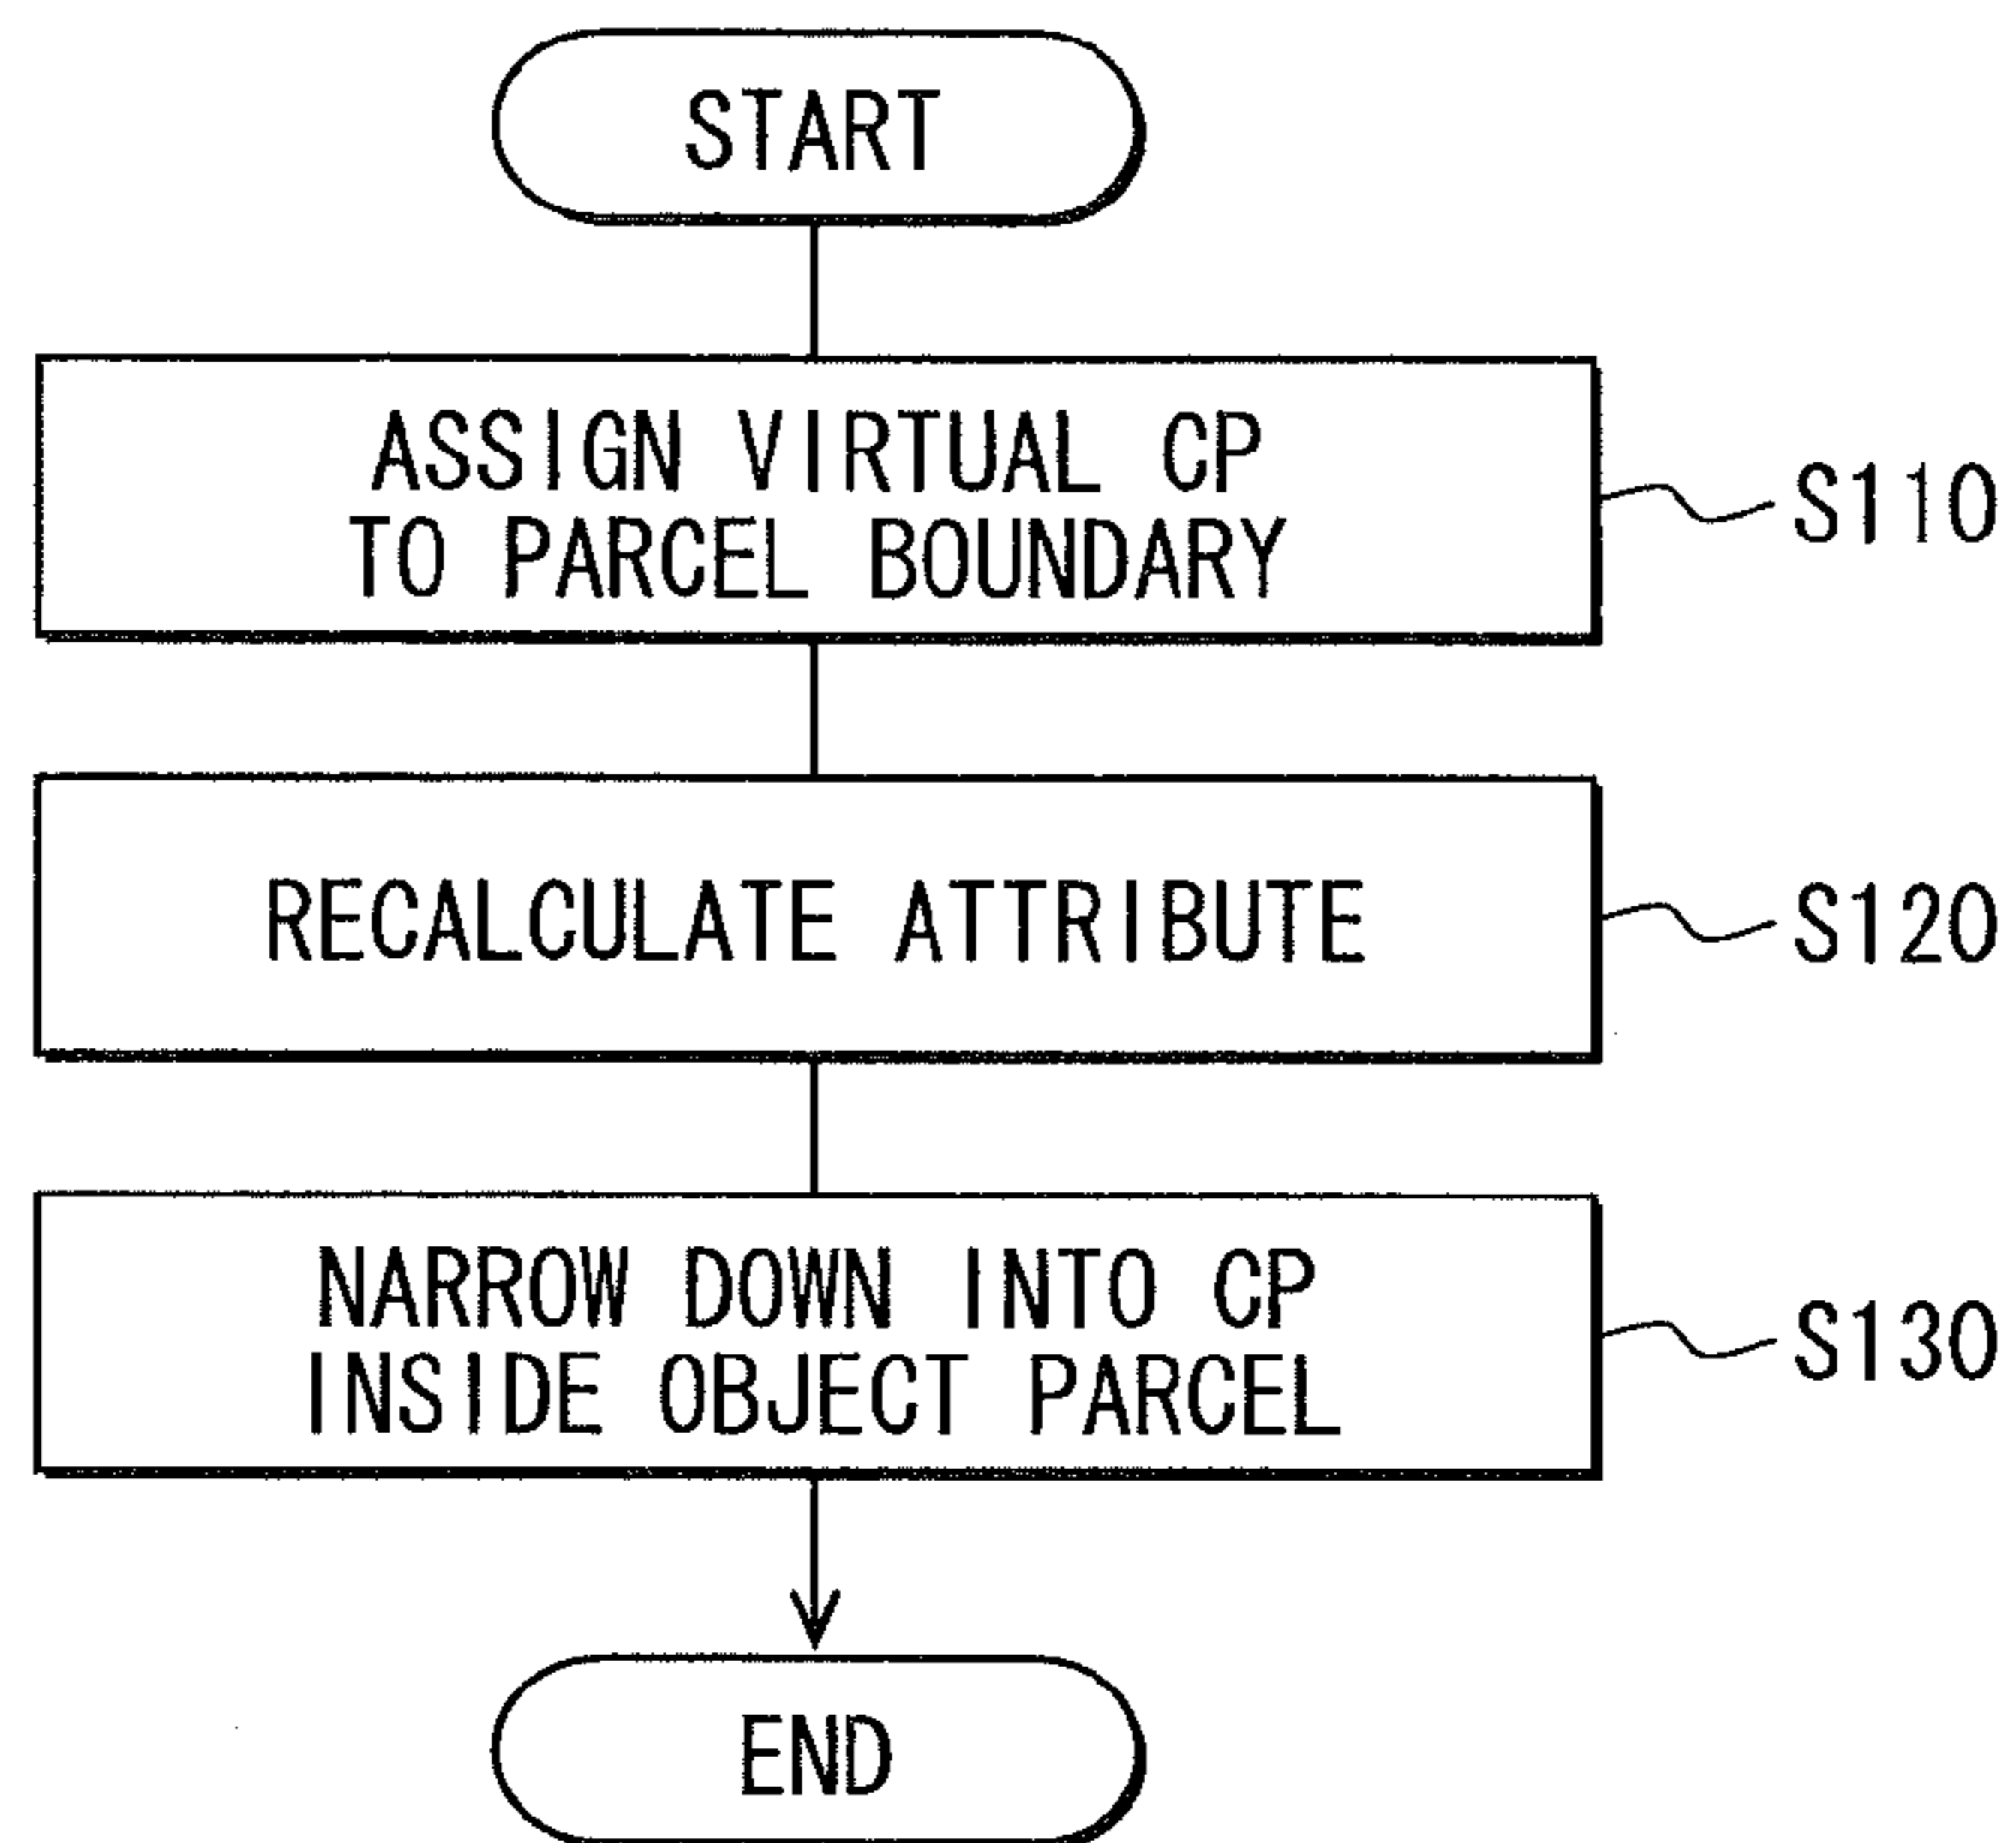 START
ASSIGN VIRTUAL CP
TO PARCEL BOUNDARY
S110
RECALCULATE ATTRIBUTE
S120
NARROW DOWN INTO CP
INSIDE OBJECT PARCEL
S130
END